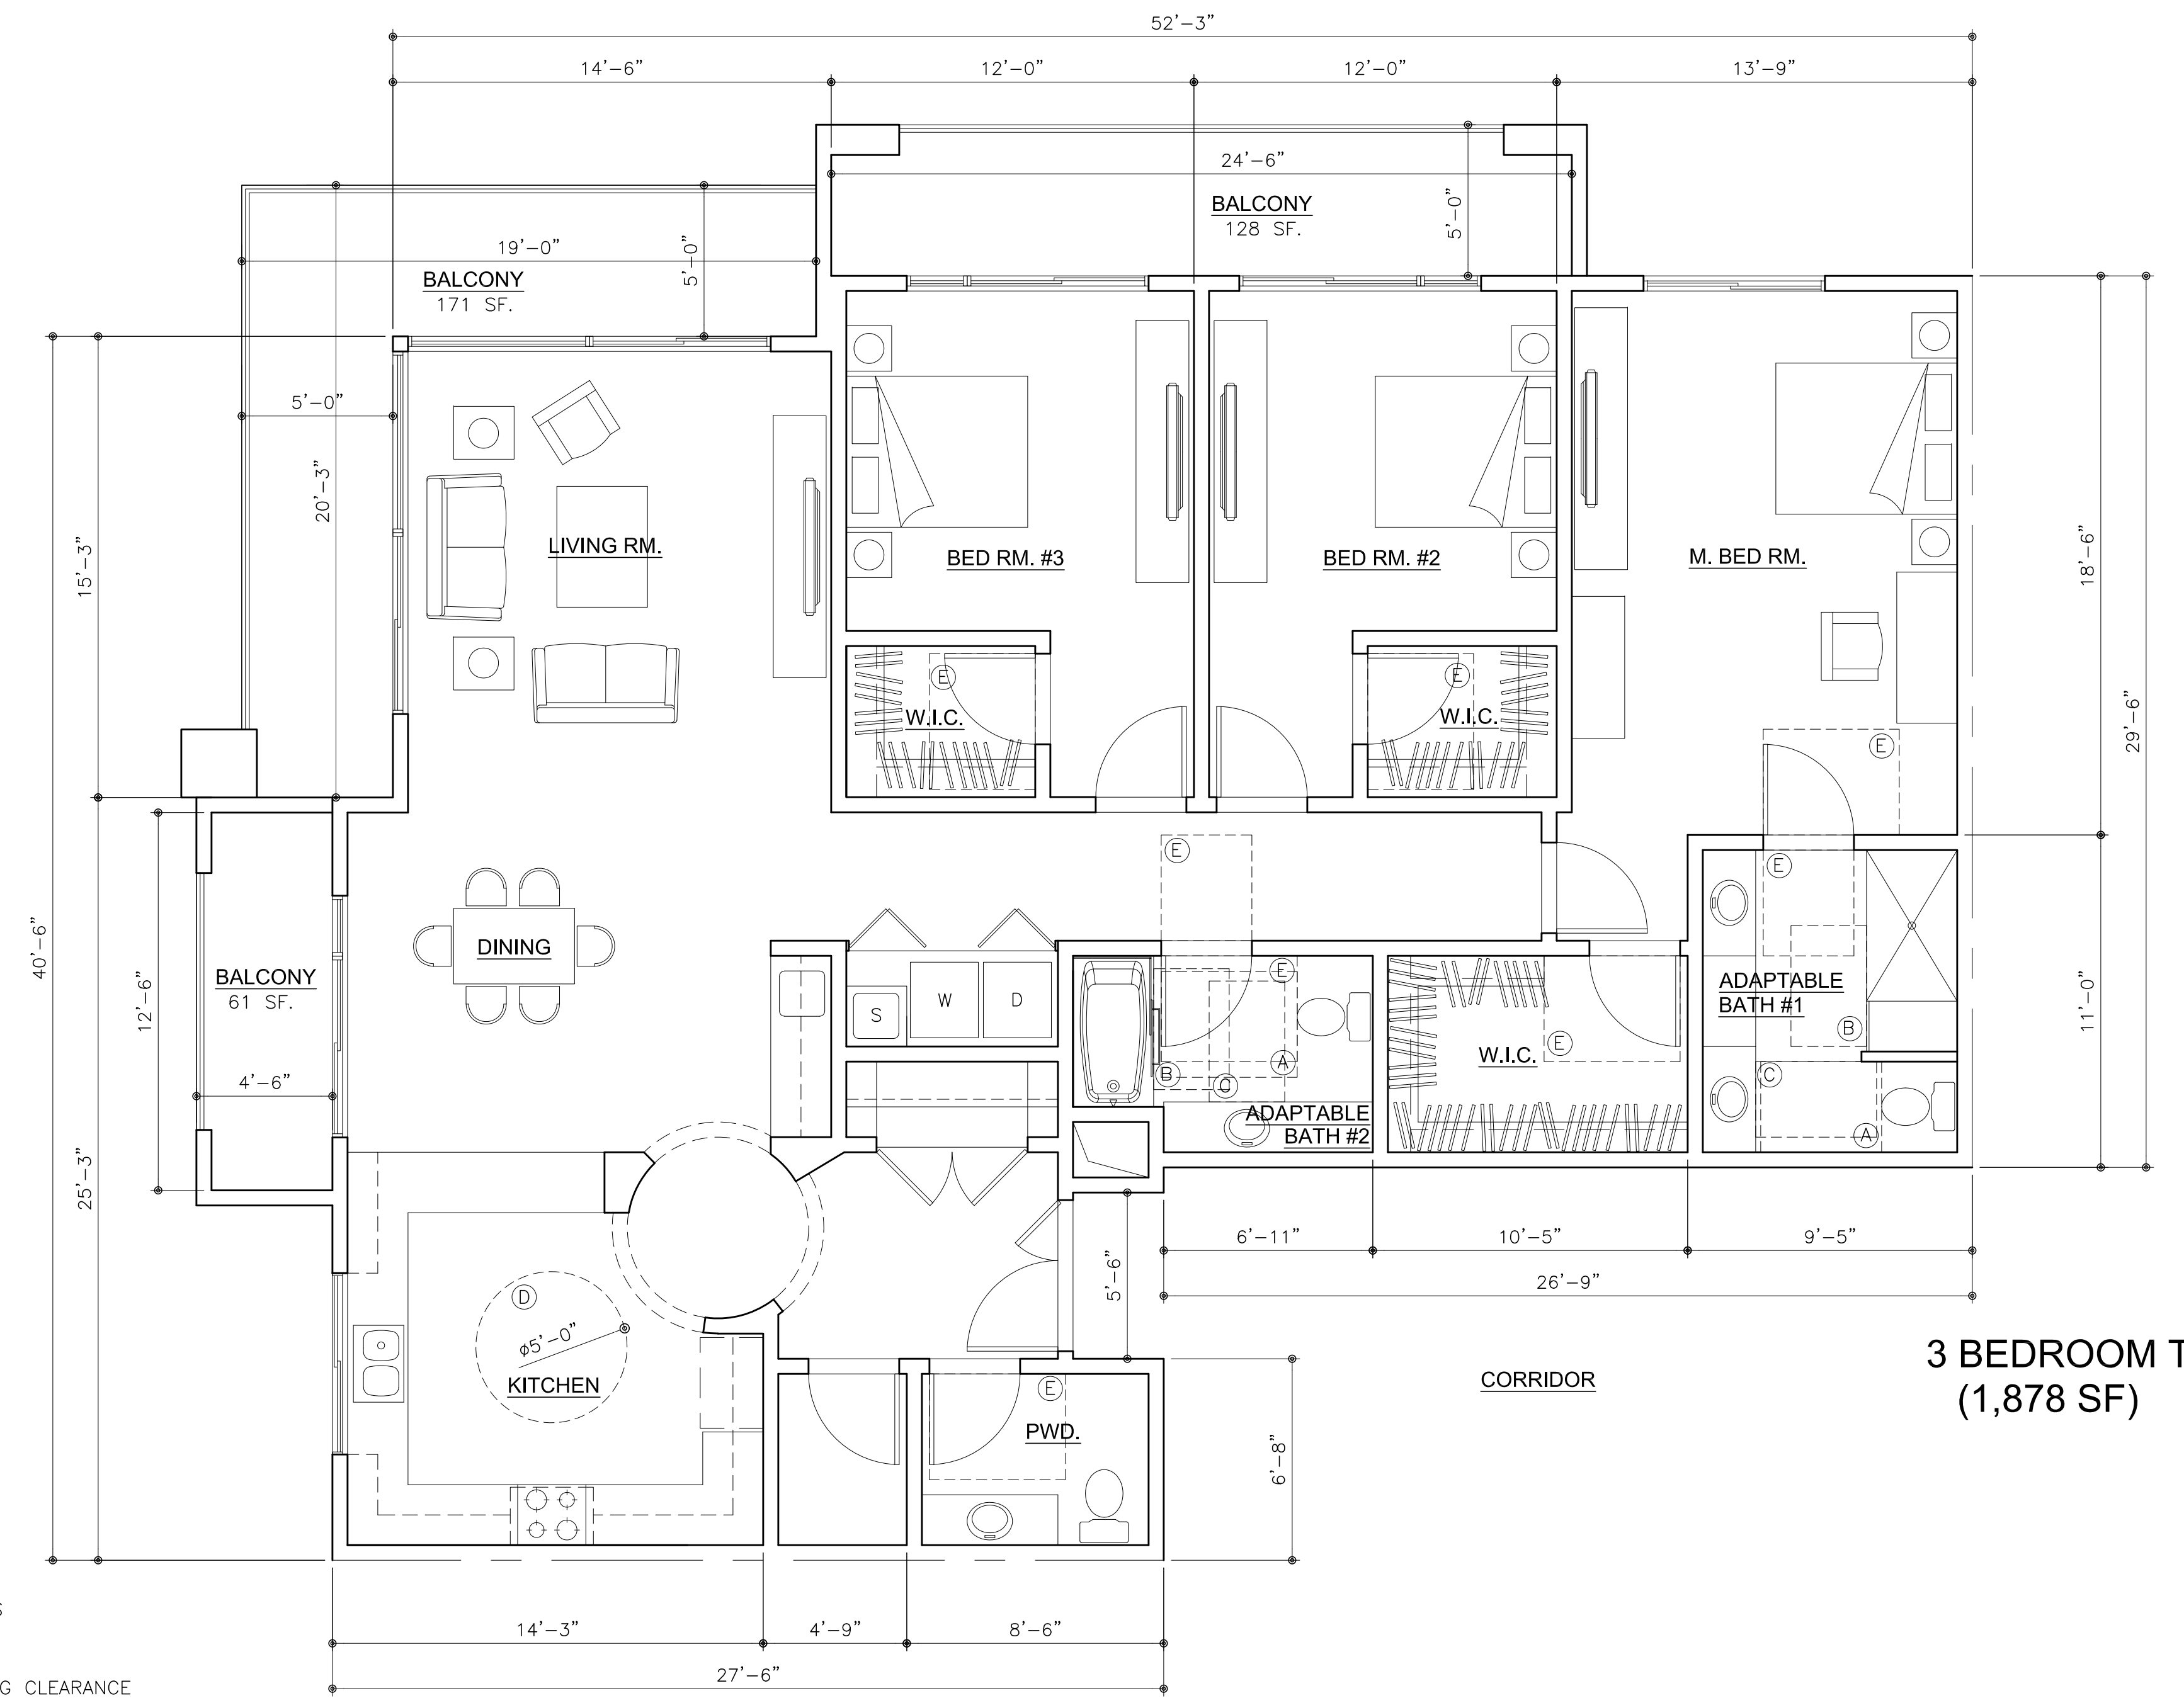 52'-3"
14'-6"
12'-0"
12'-0"
13'-9"
24'-6"
5'-0"
BALCONY
128 SF.
19'-0"
5'-0"
BALCONY
171 SF.
5'-0"
20'-3"
15'-3"
40'-6"
LIVING RM.
BED RM. #3
BED RM. #2
M. BED RM.
18'-6"
29'-6"
E
W.I.C.
E
W.I.C.
E
E
E
DINING
BALCONY
61 SF.
12'-6"
4'-6"
S
W
D
E
A
B
C
ADAPTABLE
BATH #2
W.I.C.
E
ADAPTABLE
BATH #1
B
C
A
11'-0"
25'-3"
6'-11"
10'-5"
9'-5"
26'-9"
5'-6"
D
ø5'-0"
KITCHEN
E
PWD.
CORRIDOR
6'-8"
3 BEDROOM T
(1,878 SF)
S
14'-3"
4'-9"
8'-6"
27'-6"
G CLEARANCE